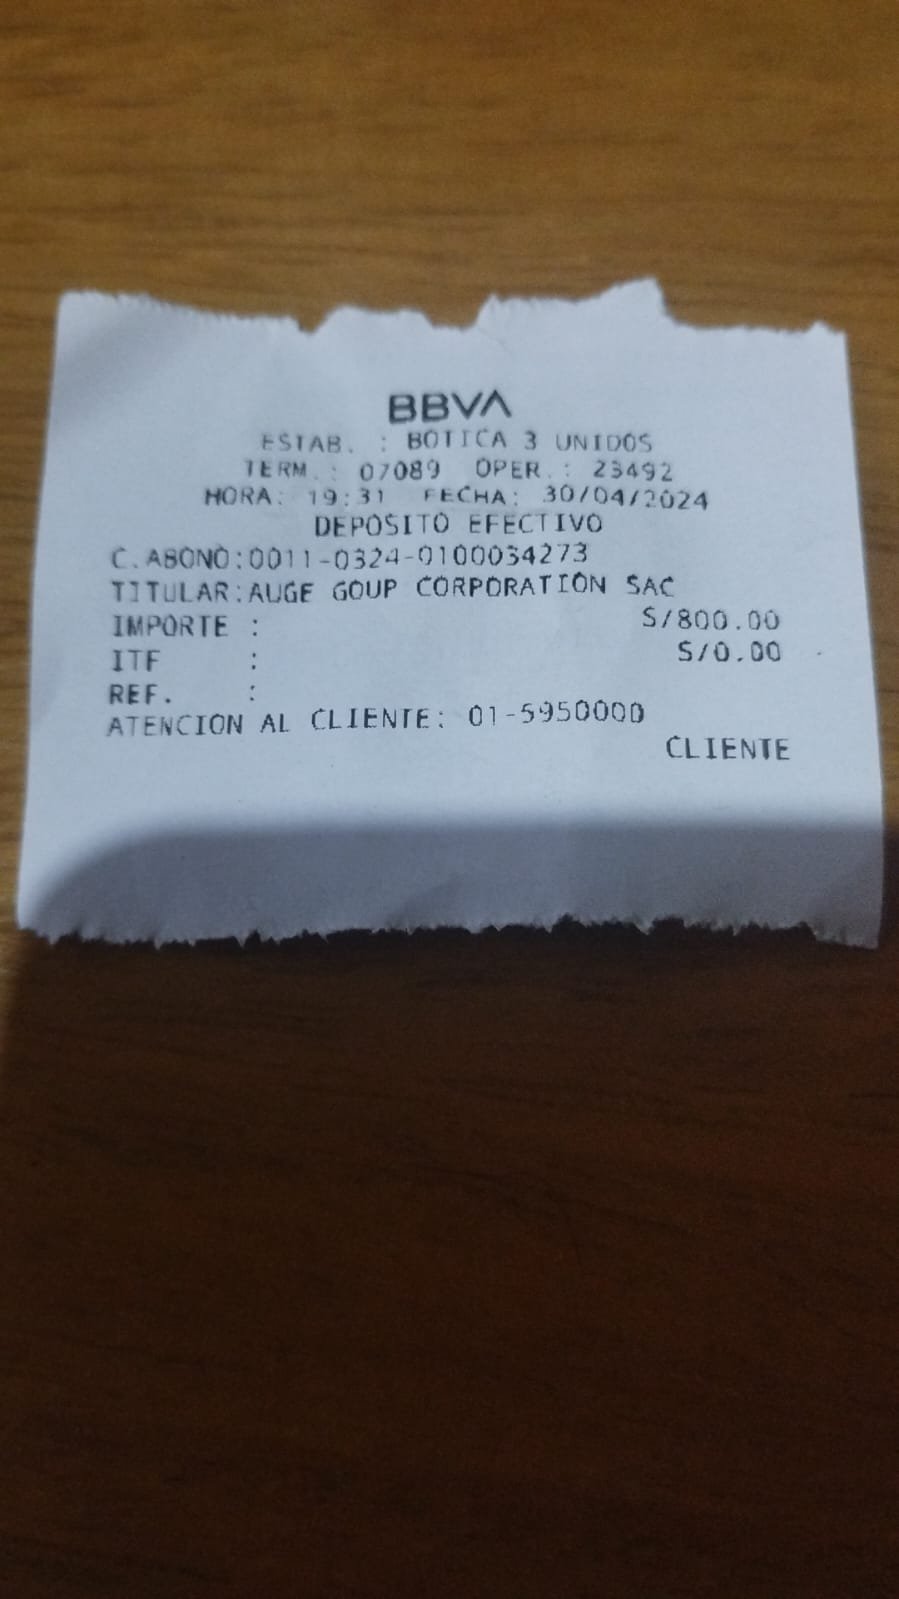 BBVA
ESTAB. : BOTICA 3 UNIDOS
TERM.: 07089 OPER.: 23492
HORA: 19:31 FECHA: 30/04/2024
DEPOSITO EFECTIVO
C.ABONO:0011-0324-0100034273
TITULAR:AUGE GOUP CORPORATION SAC
IMPORTE : S/800.00
ITF : S/0.00
REF. :
ATENCION AL CLIENTE: 01-5950000
CLIENTE